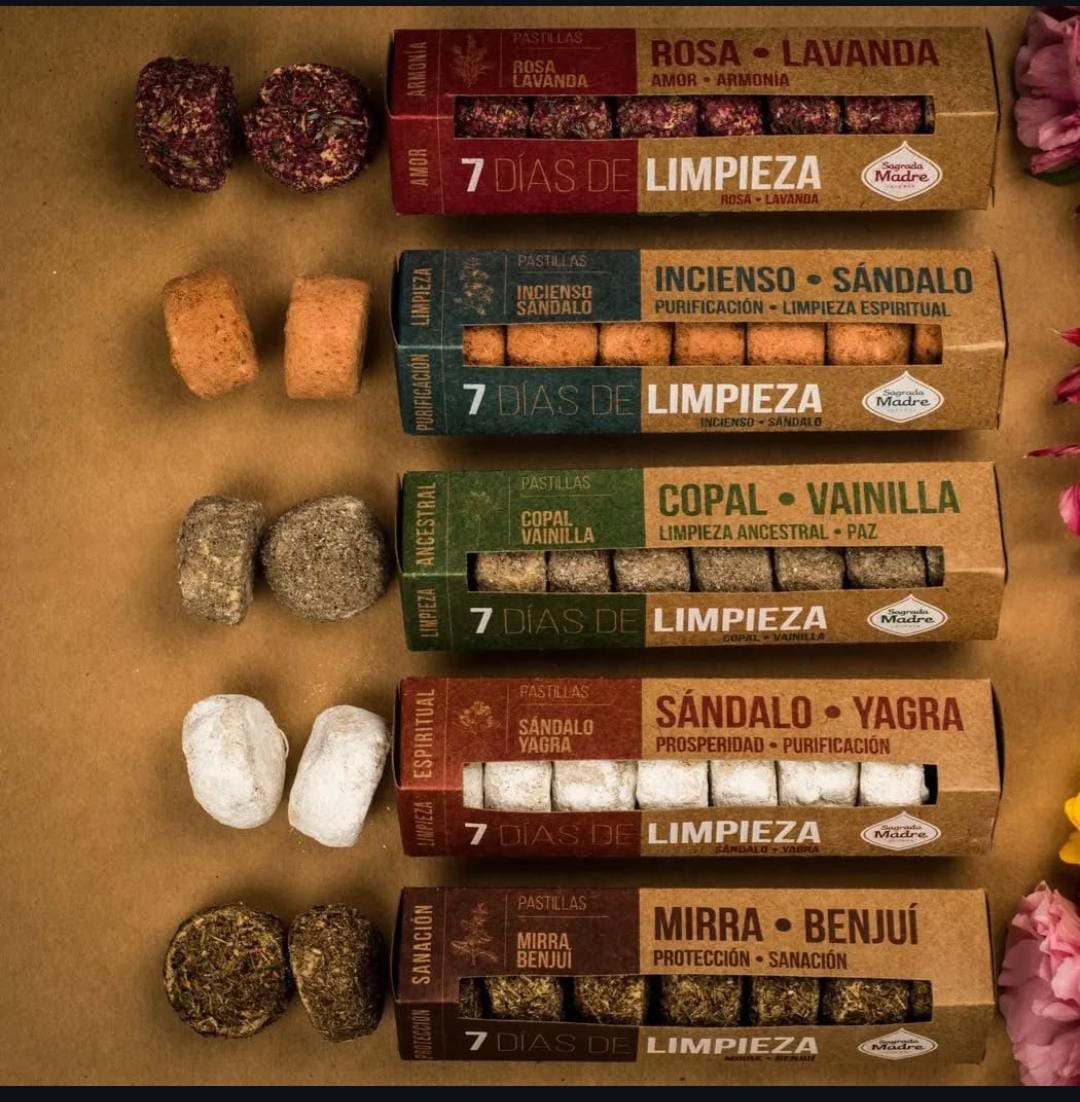 ARMONÍA
AMOR
PASTILLAS
ROSA
LAVANDA
ROSA • LAVANDA
AMOR • ARMONÍA
7 DÍAS DE LIMPIEZA
ROSA • LAVANDA
Sagrada
Madre
LIMPIEZA
PURIFICACIÓN
PASTILLAS
INCIENSO
SÁNDALO
INCIENSO • SÁNDALO
PURIFICACIÓN • LIMPIEZA ESPIRITUAL
7 DÍAS DE LIMPIEZA
INCIENSO • SÁNDALO
Sagrada
Madre
ANCESTRAL
LIMPIEZA
PASTILLAS
COPAL
VAINILLA
COPAL • VAINILLA
LIMPIEZA ANCESTRAL • PAZ
7 DÍAS DE LIMPIEZA
COPAL • VAINILLA
Sagrada
Madre
ESPIRITUAL
LIMPIEZA
PASTILLAS
SÁNDALO
YAGRA
SÁNDALO • YAGRA
PROSPERIDAD • PURIFICACIÓN
7 DÍAS DE LIMPIEZA
SÁNDALO • YAGRA
Sagrada
Madre
SANACIÓN
PROTECCIÓN
PASTILLAS
MIRRA
BENJUÍ
MIRRA • BENJUÍ
PROTECCIÓN • SANACIÓN
7 DÍAS DE LIMPIEZA
MIRRA • BENJUÍ
Sagrada
Madre